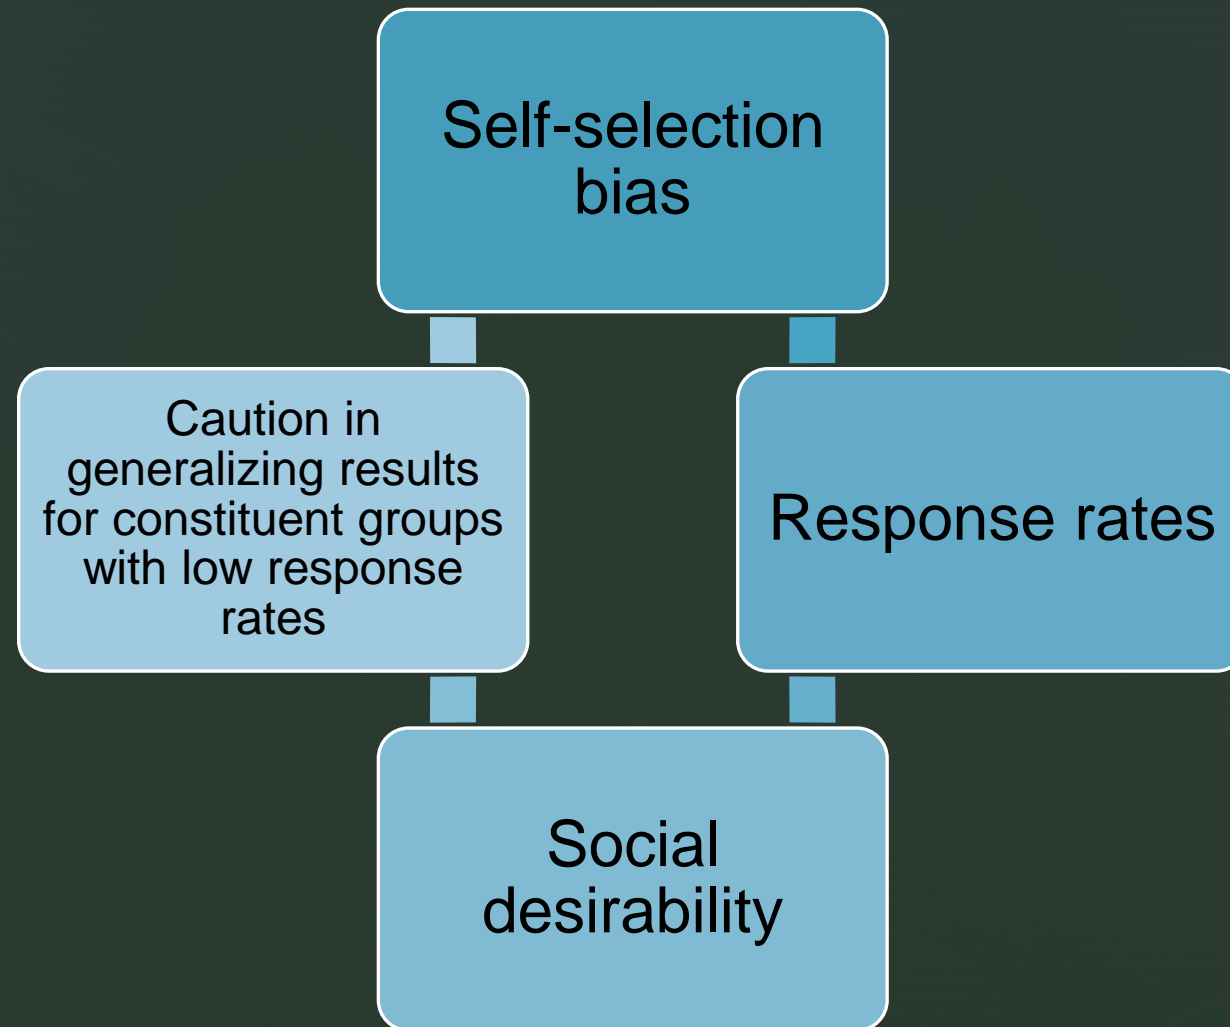 Self-selection
bias
Caution in
generalizing results
for constituent groups
with low response
rates
Response rates
Social
desirability